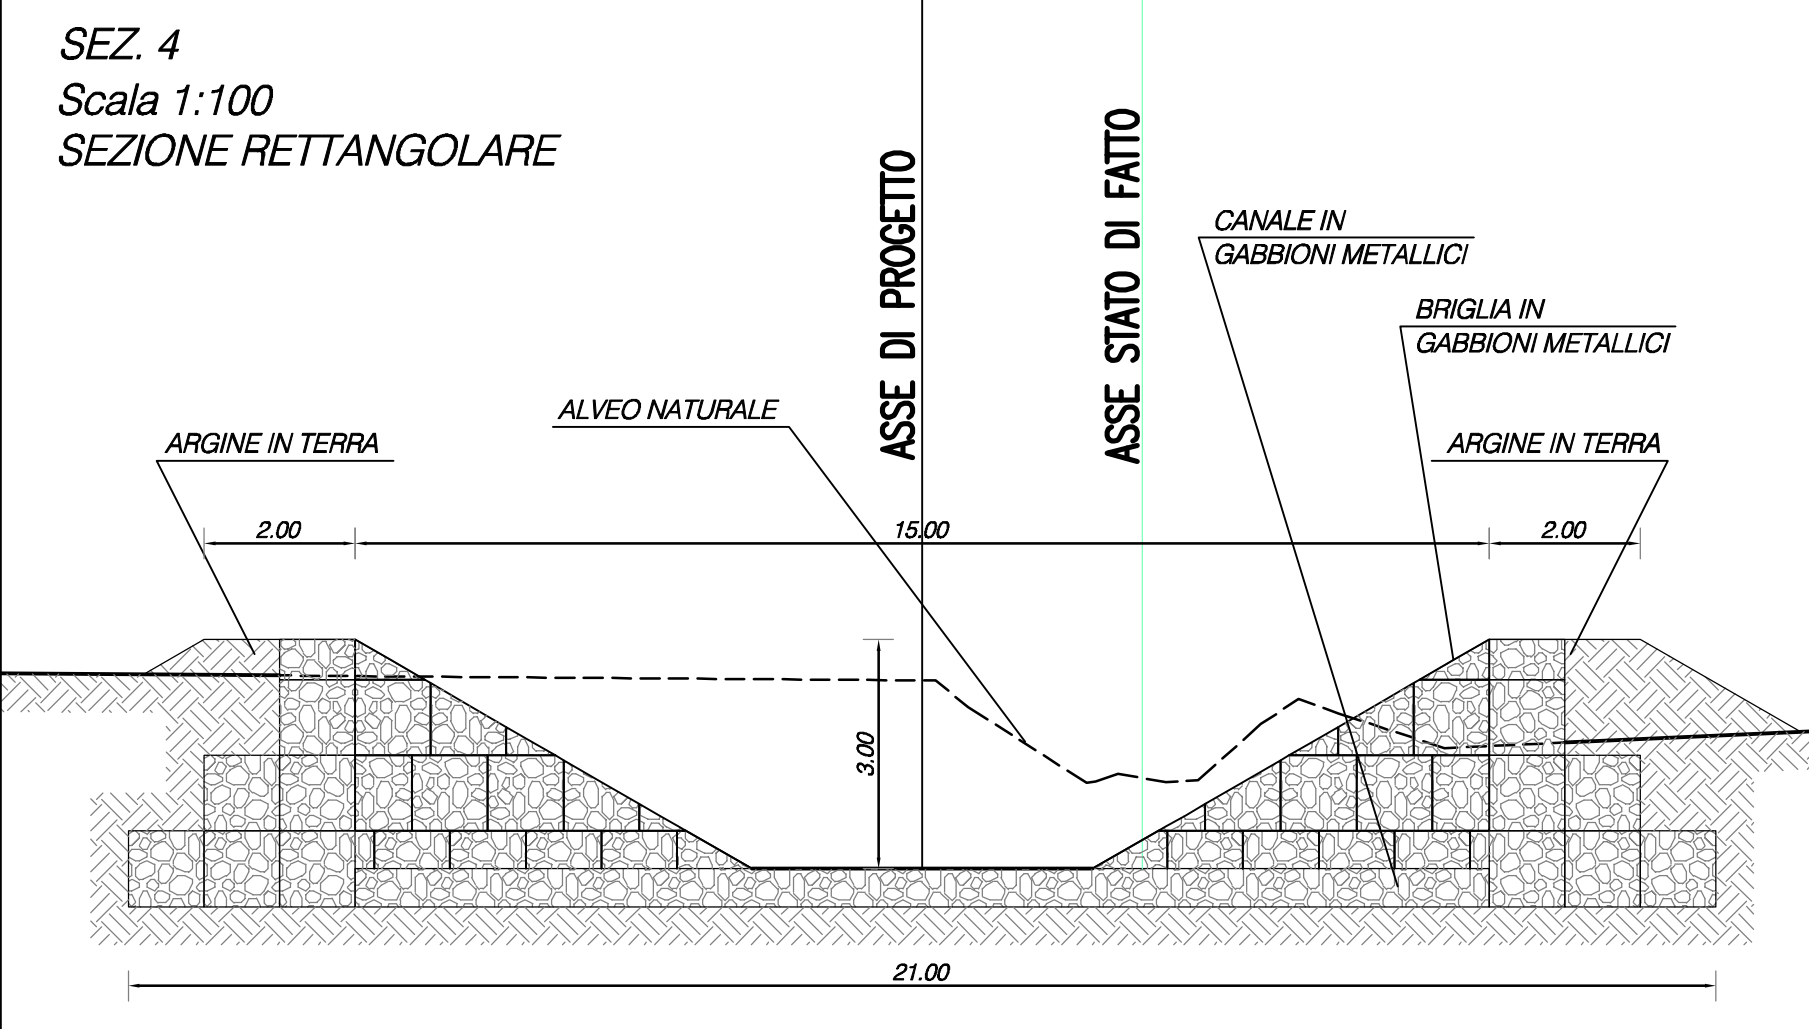 SEZ. 4
Scala 1:100
SEZIONE RETTANGOLARE
ASSE DI PROGETTO
ASSE STATO DI FATTO
CANALE IN
GABBIONI METALLICI
BRIGLIA IN
GABBIONI METALLICI
ALVEO NATURALE
ARGINE IN TERRA
ARGINE IN TERRA
2.00
15.00
2.00
3.00
21.00